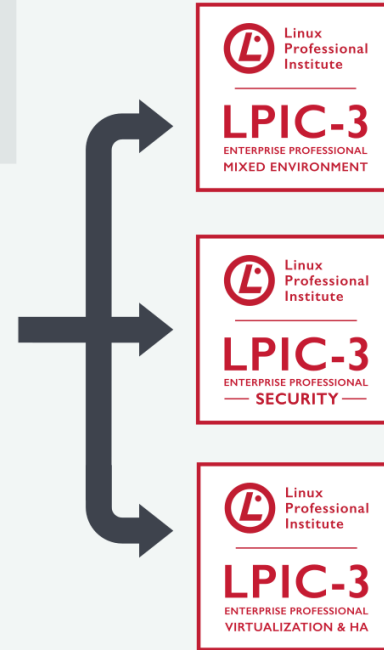 Linux
Professional
Institute
LPIC-3
ENTERPRISE PROFESSIONAL
MIXED ENVIRONMENT
Linux
Professional
Institute
LPIC-3
ENTERPRISE PROFESSIONAL
SECURITY
Linux
Professional
Institute
LPIC-3
ENTERPRISE PROFESSIONAL
VIRTUALIZATION & HA